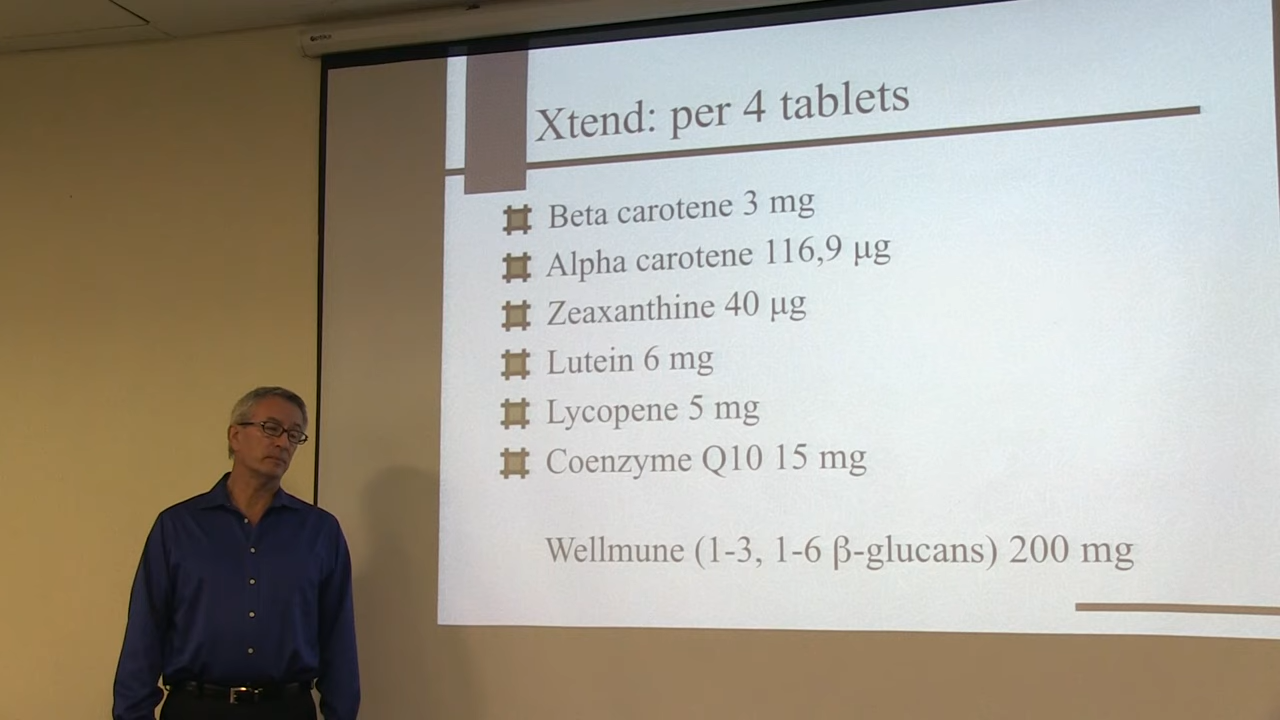 Xtend: per 4 tablets
Beta carotene 3 mg
Alpha carotene 116,9 μg
Zeaxanthine 40 μg
Lutein 6 mg
Lycopene 5 mg
Coenzyme Q10 15 mg
Wellmune (1-3, 1-6 β-glucans) 200 mg